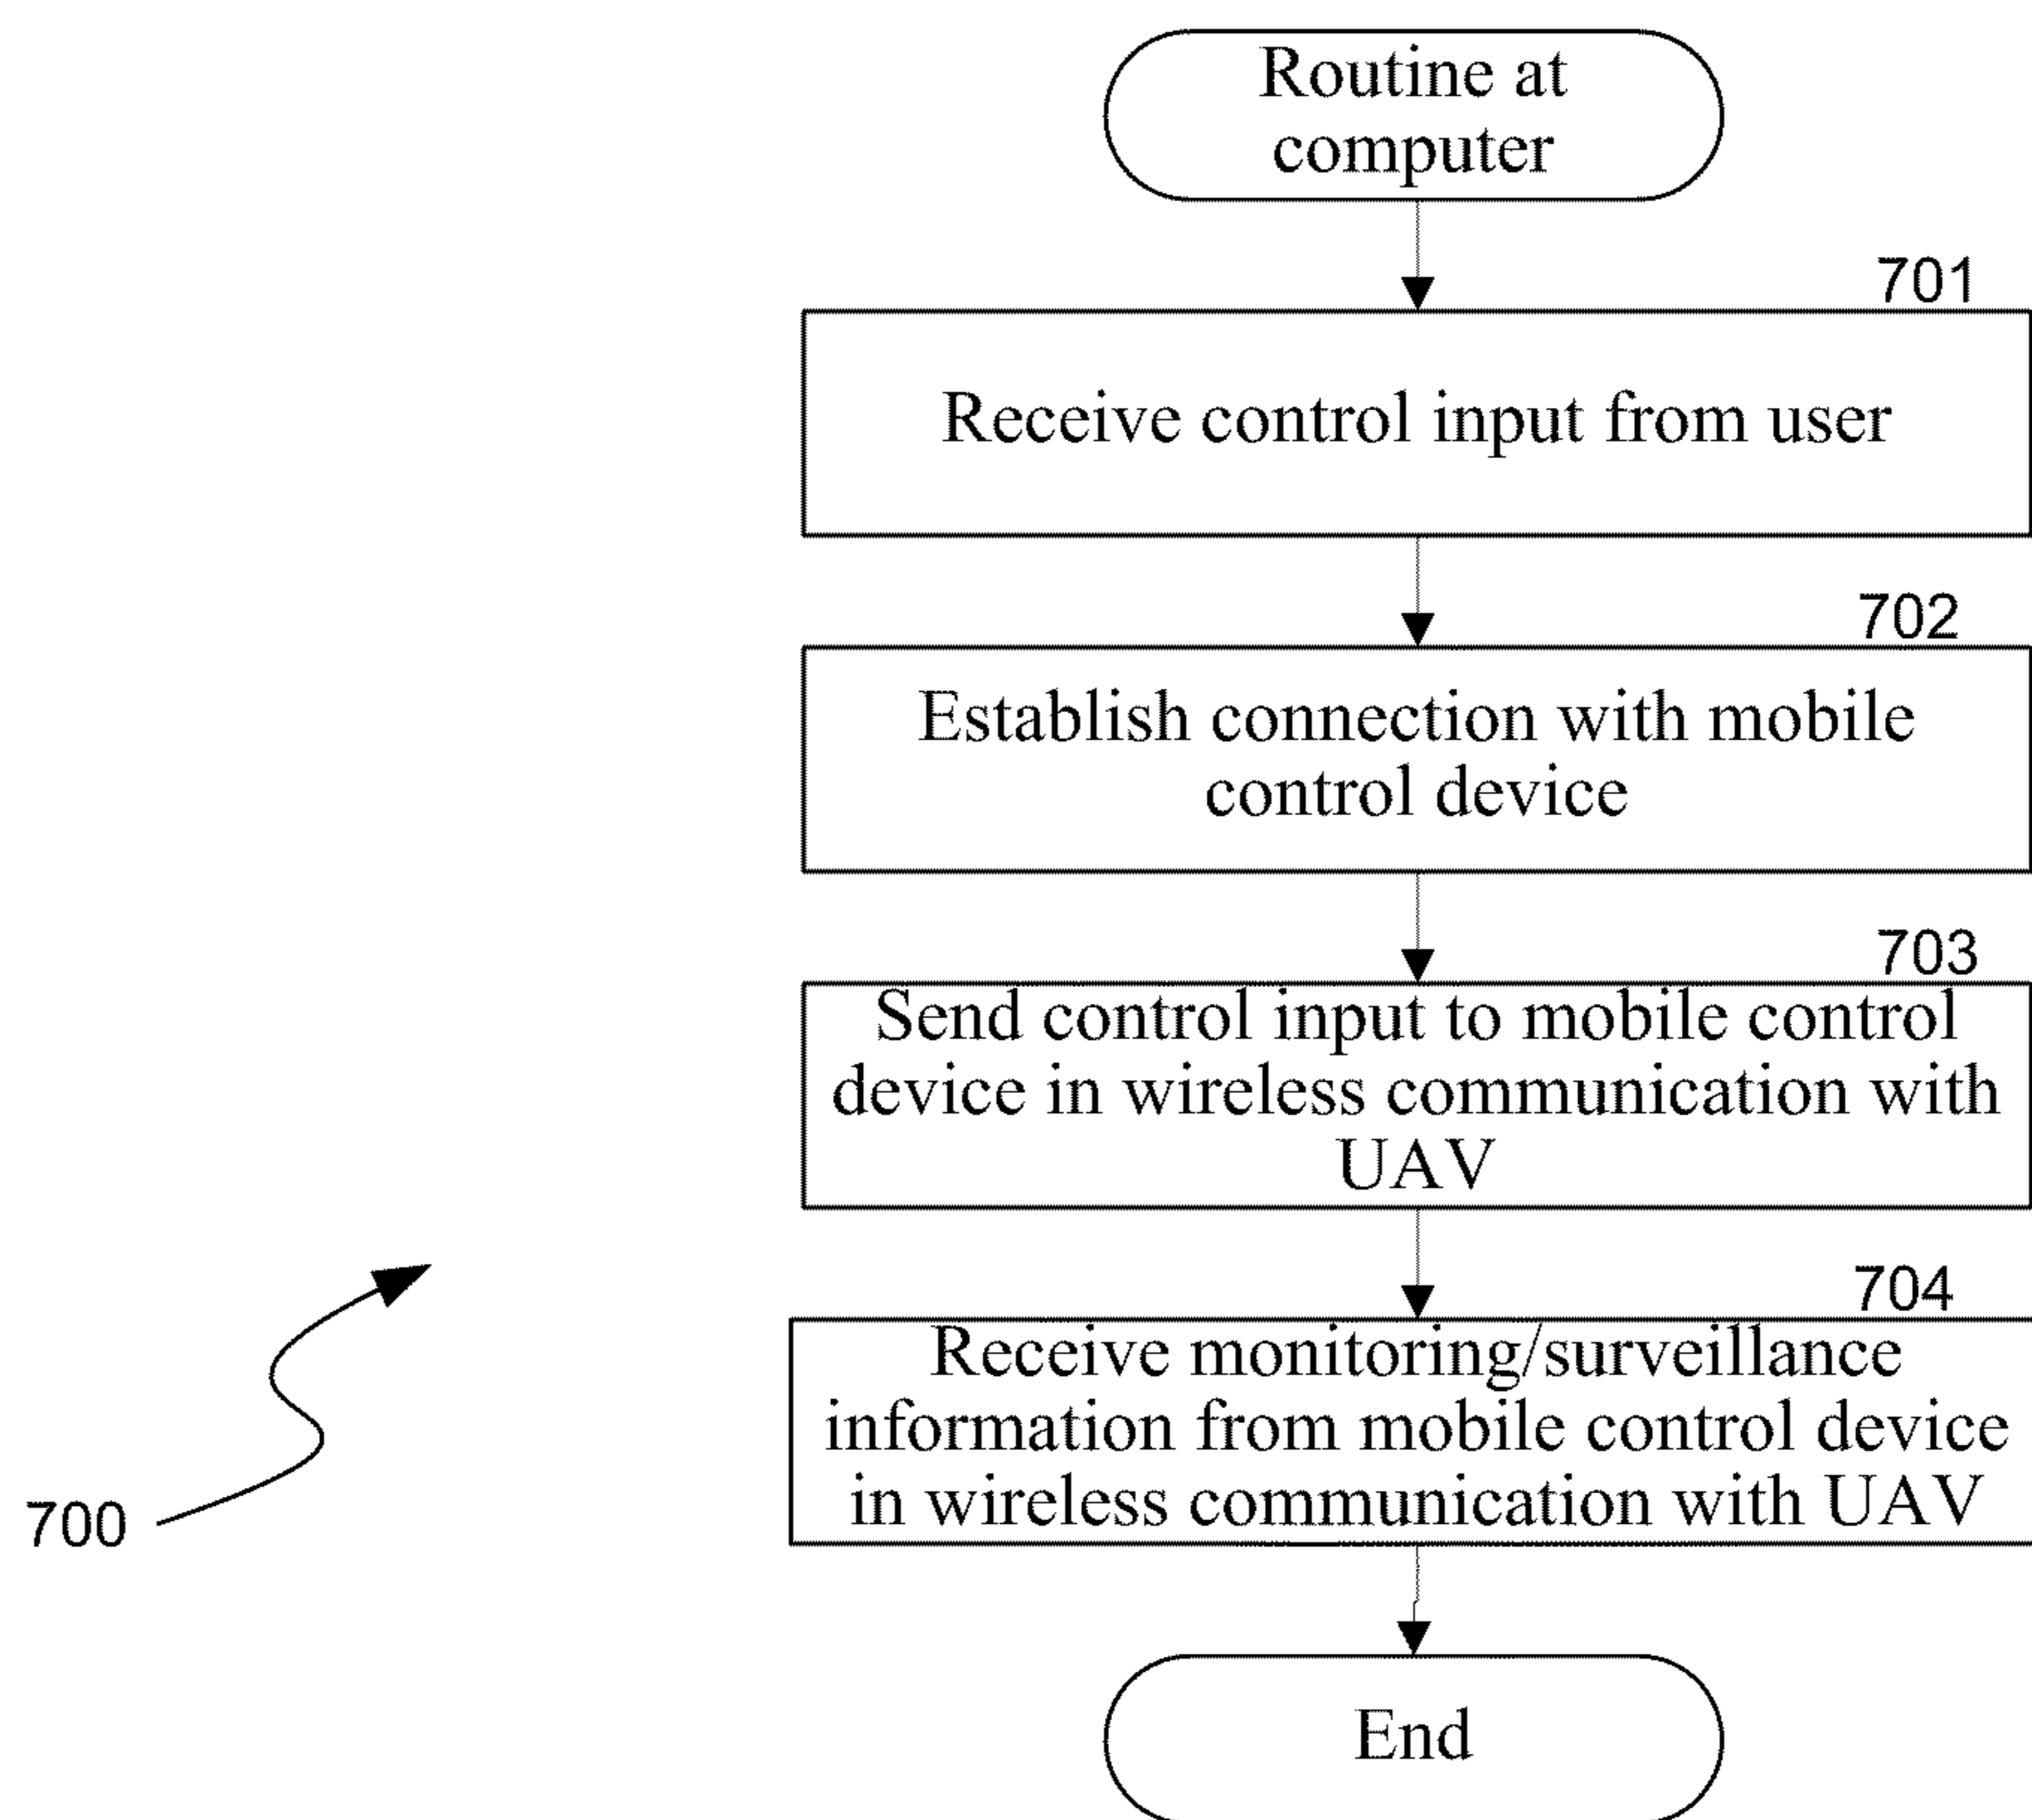 Routine at
computer
701
Receive control input from user
702
Establish connection with mobile
control device
703
Send control input to mobile control
device in wireless communication with
UAV
704
Receive monitoring/surveillance
information from mobile control device
in wireless communication with UAV
700
End